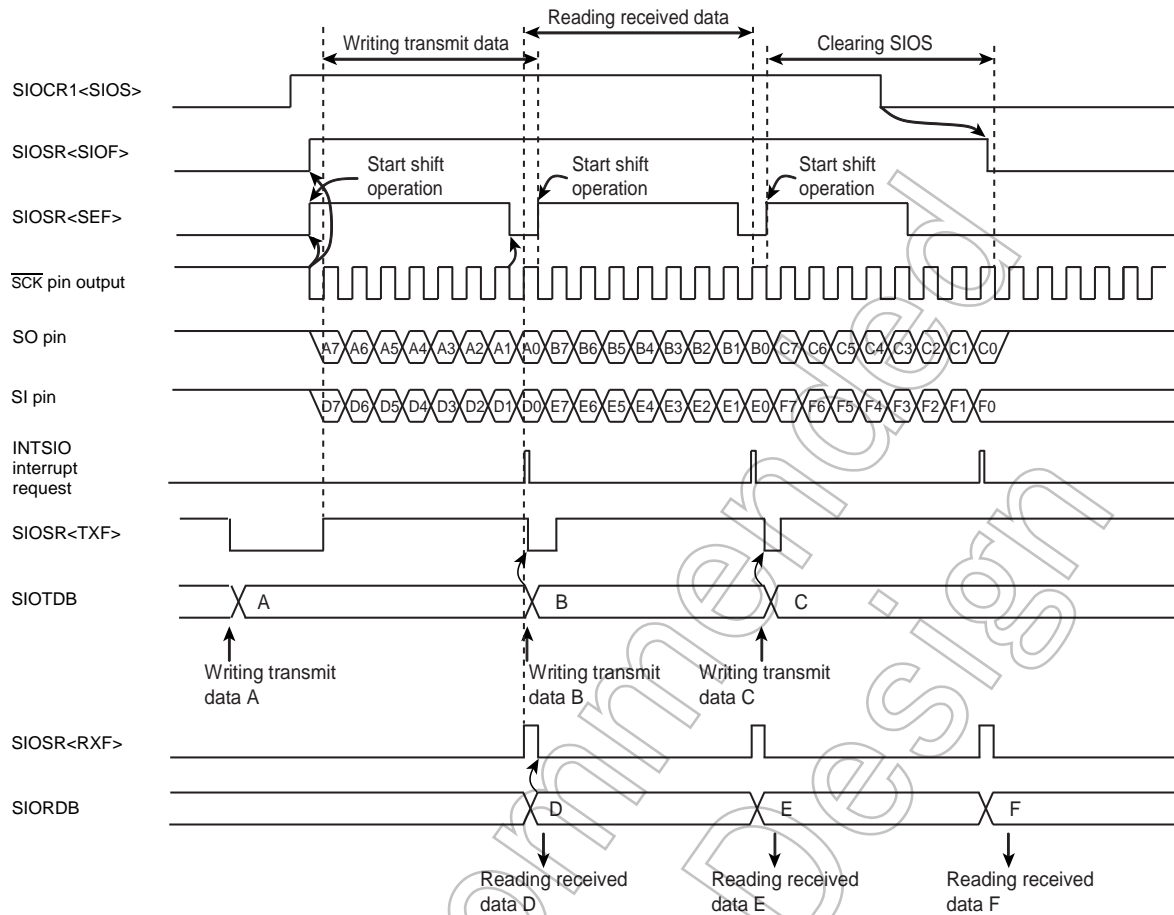 Reading received data
Writing transmit data
Clearing SIOS
SIOCR1<SIOS>
SIOSR<SIOF>
Start shift
operation
Start shift
operation
Start shift
operation
SIOSR<SEF>
SCK pin output
SO pin
A7 A6 A5 A4 A3 A2 A1 A0 B7 B6 B5 B4 B3 B2 B1 B0 C7 C6 C5 C4 C3 C2 C1 C0
SI pin
D7 D6 D5 D4 D3 D2 D1 D0 E7 E6 E5 E4 E3 E2 E1 E0 F7 F6 F5 F4 F3 F2 F1 F0
INTSIO
interrupt
request
SIOSR<TXF>
SIOTDB
A B C
Writing transmit
data A
Writing transmit
data B
Writing transmit
data C
SIOSR<RXF>
SIORDB
D E F
Reading received
data D
Reading received
data E
Reading received
data F
ommended
Design